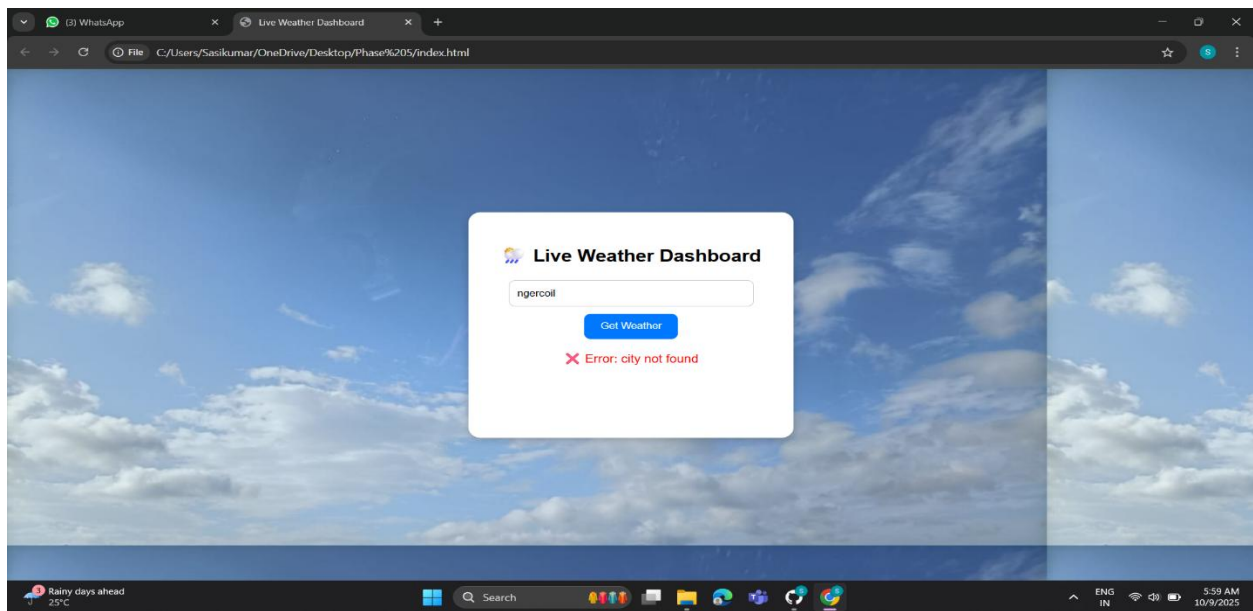 (3) WhatsApp
Live Weather Dashboard
File C:/Users/Sasikumar/OneDrive/Desktop/Phase%205/index.html
S
Live Weather Dashboard
ngercoil
Get Weather
Error: city not found
3
Rainy days ahead
25°C
Search
ENG
IN
5:59 AM
10/9/2025